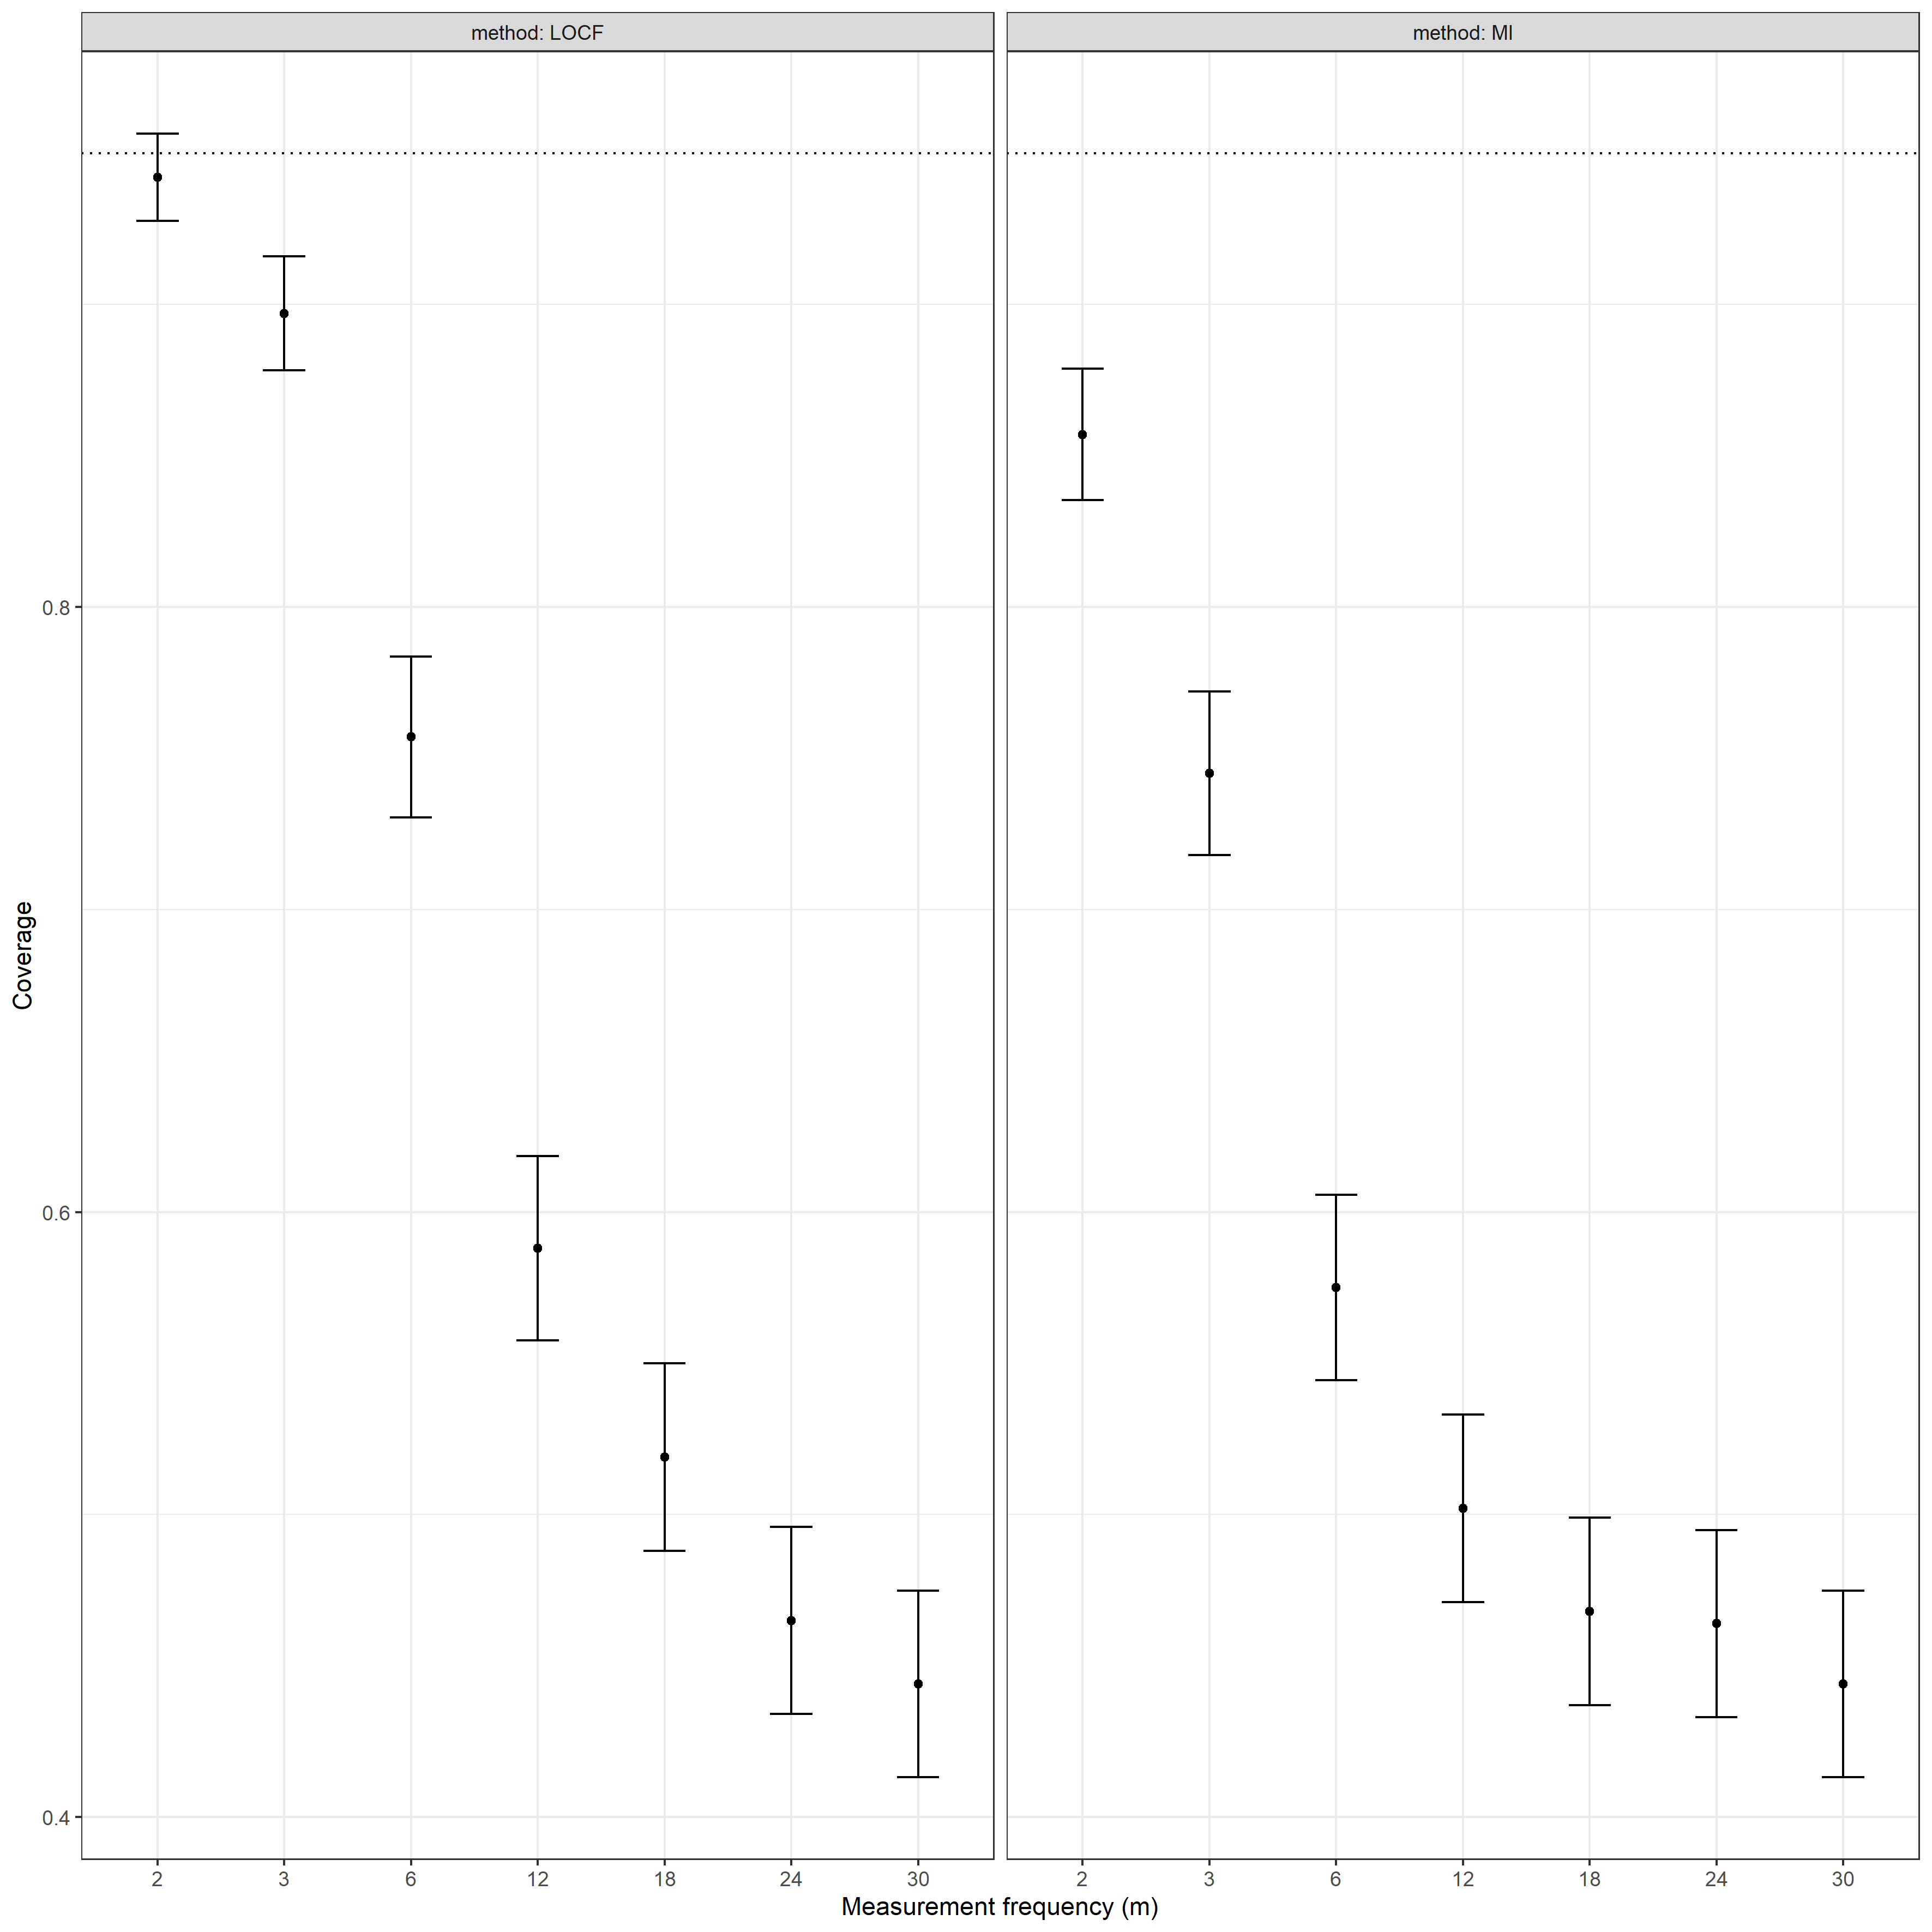 method: LOCF
method: MI
Coverage
0.8
0.6
0.4
2 3 6 12 18 24 30
2 3 6 12 18 24 30
Measurement frequency (m)